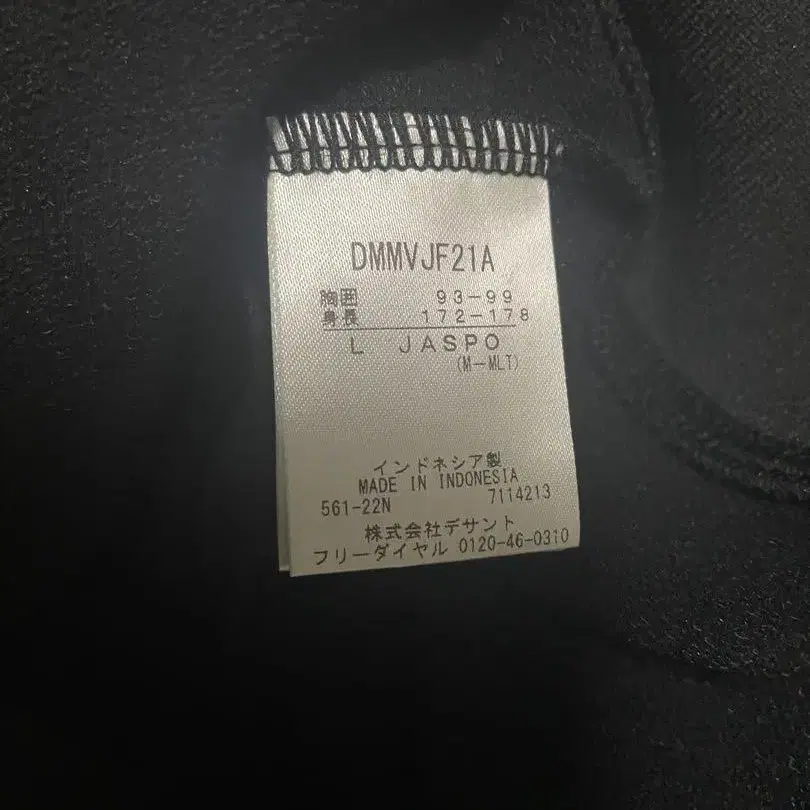 DMMVJF21A
胸囲 93-99
身長 172-178
L JASPO
(M-MLT)
インドネシア製
MADE IN INDONESIA
561-22N 7114213
株式会社デサント
フリーダイヤル 0120-46-0310